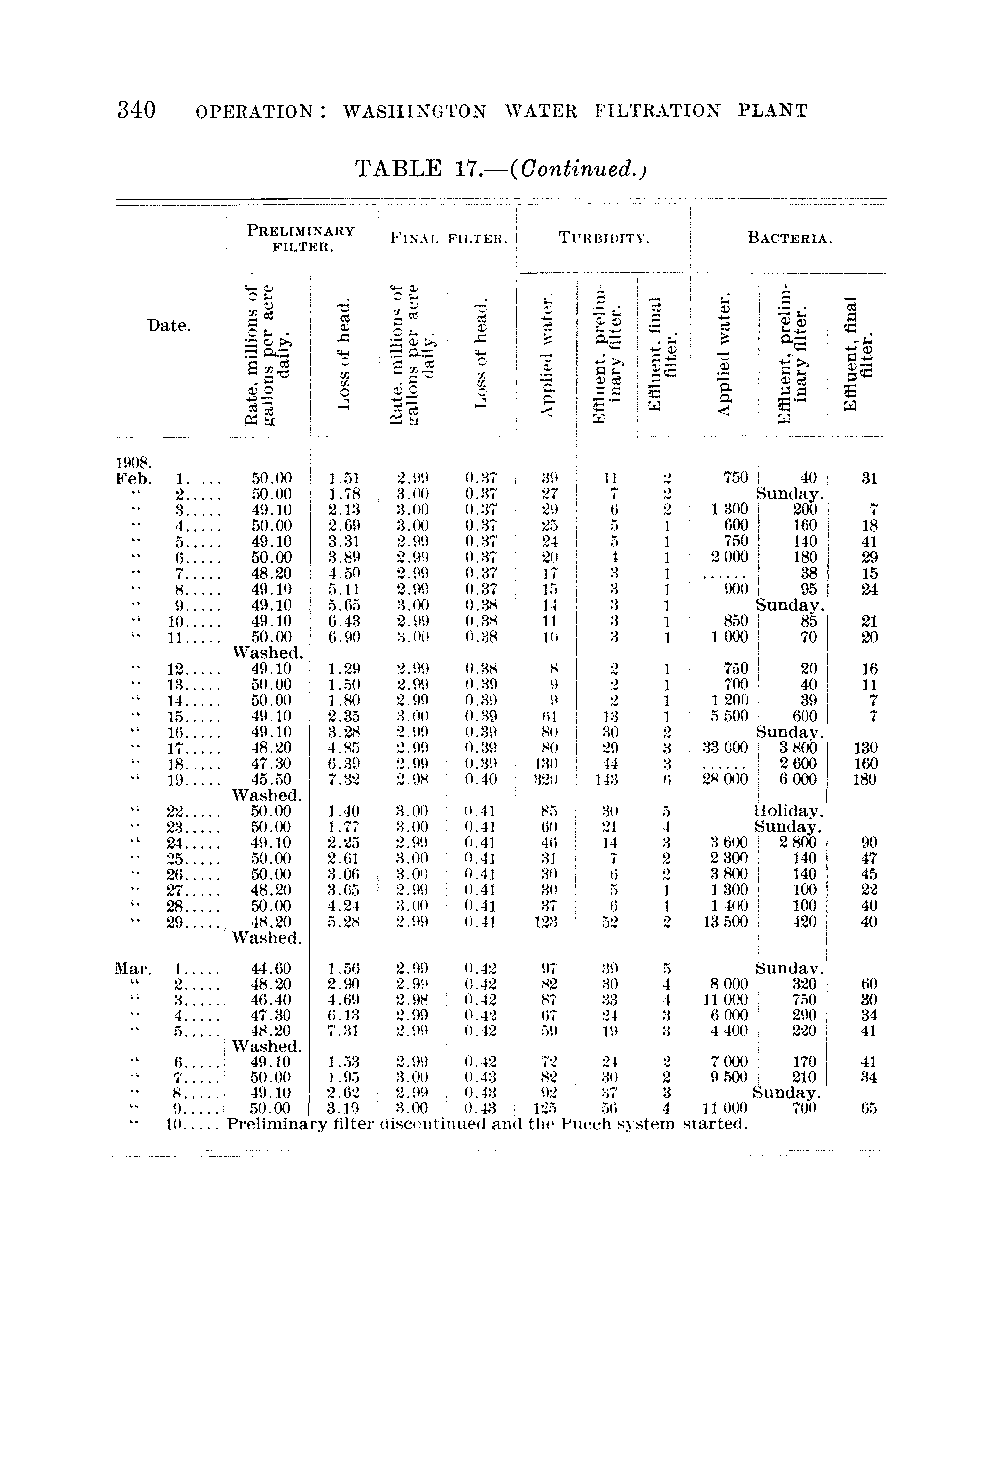 340 OPERATION: WASHINGTON WATER FILTRATION PLANT
TABLE 17.—(Continued.)
Date.
PRELIMINARY FILTER.
FINAL FILTER.
TURBIDITY.
BACTERIA.
Rate, millions of gallons per acre daily.
Loss of head.
Rate, millions of gallons per acre daily.
Loss of head.
Applied water.
Effluent, preliminary filter.
Effluent, final filter.
Applied water.
Effluent, preliminary filter.
Effluent, final filter.
1908.
Feb. 1..... 50.00 1.51 2.99 0.37 39 11 2 750 40 31
" 2..... 50.00 1.78 3.00 0.37 27 7 2 Sunday.
" 3..... 49.10 2.13 3.00 0.37 29 6 2 1 300 200 7
" 4..... 50.00 2.69 3.00 0.37 25 5 1 600 160 18
" 5..... 49.10 3.31 2.99 0.37 24 5 1 750 140 41
" 6..... 50.00 3.89 2.99 0.37 20 4 1 2 000 180 29
" 7..... 48.20 4.50 2.99 0.37 17 3 1 ...... 38 15
" 8..... 49.10 5.11 2.99 0.37 15 3 1 900 95 24
" 9..... 49.10 5.65 3.00 0.38 14 3 1 Sunday.
" 10..... 49.10 6.43 2.99 0.38 11 3 1 850 85 21
" 11..... 50.00 6.90 3.00 0.38 10 3 1 1 000 70 20
Washed.
" 12..... 49.10 1.29 2.99 0.38 8 2 1 750 20 16
" 13..... 50.00 1.50 2.99 0.39 9 2 1 700 40 11
" 14..... 50.00 1.80 2.99 0.39 9 2 1 1 200 39 7
" 15..... 49.10 2.35 3.00 0.39 61 13 1 5 500 600 7
" 16..... 49.10 3.28 2.99 0.39 80 30 2 Sunday.
" 17..... 48.20 4.85 2.99 0.39 80 29 3 33 000 3 800 130
" 18..... 47.30 6.39 2.99 0.39 130 44 3 ...... 2 600 160
" 19..... 45.50 7.32 2.98 0.40 320 143 6 28 000 6 000 180
Washed.
" 22..... 50.00 1.40 3.00 0.41 85 30 5 Holiday.
" 23..... 50.00 1.77 3.00 0.41 60 21 4 Sunday.
" 24..... 49.10 2.25 2.99 0.41 46 14 3 3 600 2 800 90
" 25..... 50.00 2.61 3.00 0.41 31 7 2 2 300 140 47
" 26..... 50.00 3.06 3.00 0.41 30 6 2 3 800 140 45
" 27..... 48.20 3.65 2.99 0.41 30 5 1 1 300 100 22
" 28..... 50.00 4.24 3.00 0.41 37 6 1 1 400 100 40
" 29..... 48.20 5.28 2.99 0.41 123 52 2 13 500 420 40
Washed.
Mar. 1..... 44.60 1.56 2.99 0.42 97 39 5 Sunday.
" 2..... 48.20 2.90 2.99 0.42 82 30 4 8 000 320 60
" 3..... 46.40 4.69 2.98 0.42 87 33 4 11 000 750 30
" 4..... 47.30 6.13 2.99 0.42 67 24 3 6 000 290 34
" 5..... 48.20 7.31 2.99 0.42 59 19 3 4 400 220 41
Washed.
" 6..... 49.10 1.53 2.99 0.42 72 24 2 7 000 170 41
" 7..... 50.00 1.95 3.00 0.43 82 30 2 9 500 210 34
" 8..... 49.10 2.62 2.99 0.43 92 37 3 Sunday.
" 9..... 50.00 3.19 3.00 0.43 125 56 4 11 000 700 65
" 10..... Preliminary filter discontinued and the Puech system started.